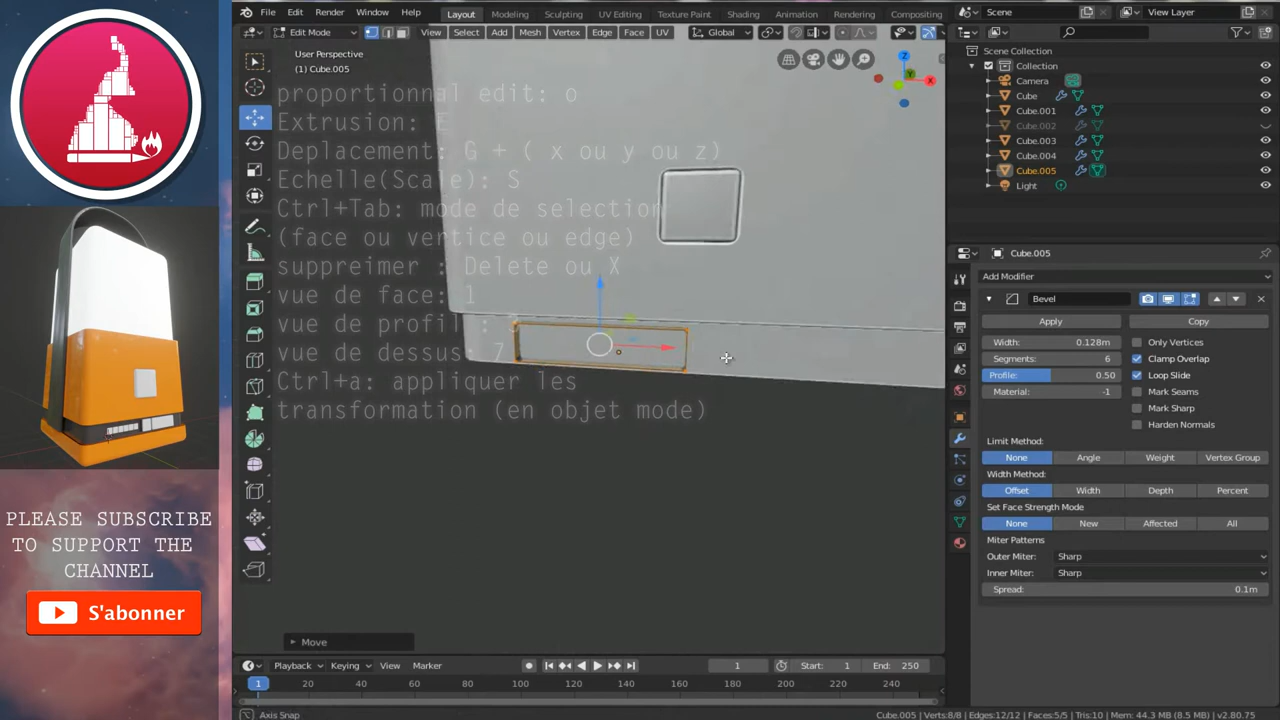 File Edit Render Window Help
Layout Modeling Sculpting UV Editing Texture Paint Shading Animation Rendering Compositing
Scene
View Layer
Edit Mode View Select Add Mesh Vertex Edge Face UV
Global
User Perspective
(1) Cube.005
proportionnal edit: o
Extrusion: E
Deplacement: G + ( x ou y ou z)
Echelle(Scale): S
Ctrl+Tab: mode de selection
(face ou vertice ou edge)
suppreimer : Delete ou X
vue de face: 1
vue de profil :
vue de dessus: 7
Ctrl+a: appliquer les
transformation (en objet mode)
X
Z
Scene Collection
Collection
Camera
Cube
Cube.001
Cube.002
Cube.003
Cube.004
Cube.005
Light
Cube.005
Add Modifier
Bevel
Apply Copy
Width: 0.128m
Segments: 6
Profile: 0.50
Material: -1
Only Vertices
Clamp Overlap
Loop Slide
Mark Seams
Mark Sharp
Harden Normals
Limit Method:
None Angle Weight Vertex Group
Width Method:
Offset Width Depth Percent
Set Face Strength Mode
None New Affected All
Miter Patterns
Outer Miter: Sharp
Inner Miter: Sharp
Spread: 0.1m
PLEASE SUBSCRIBE
TO SUPPORT THE
CHANNEL
S'abonner
Move
Playback Keying View Marker
1 Start: 1 End: 250
1 20 40 60 80 100 120 140 160 180 200 220 240
Axis Snap
Cube.005 | Verts:8/8 | Edges:12/12 | Faces:5/5 | Tris:10 | Mem: 44.3 MB (8.5 MB) | v2.80.75